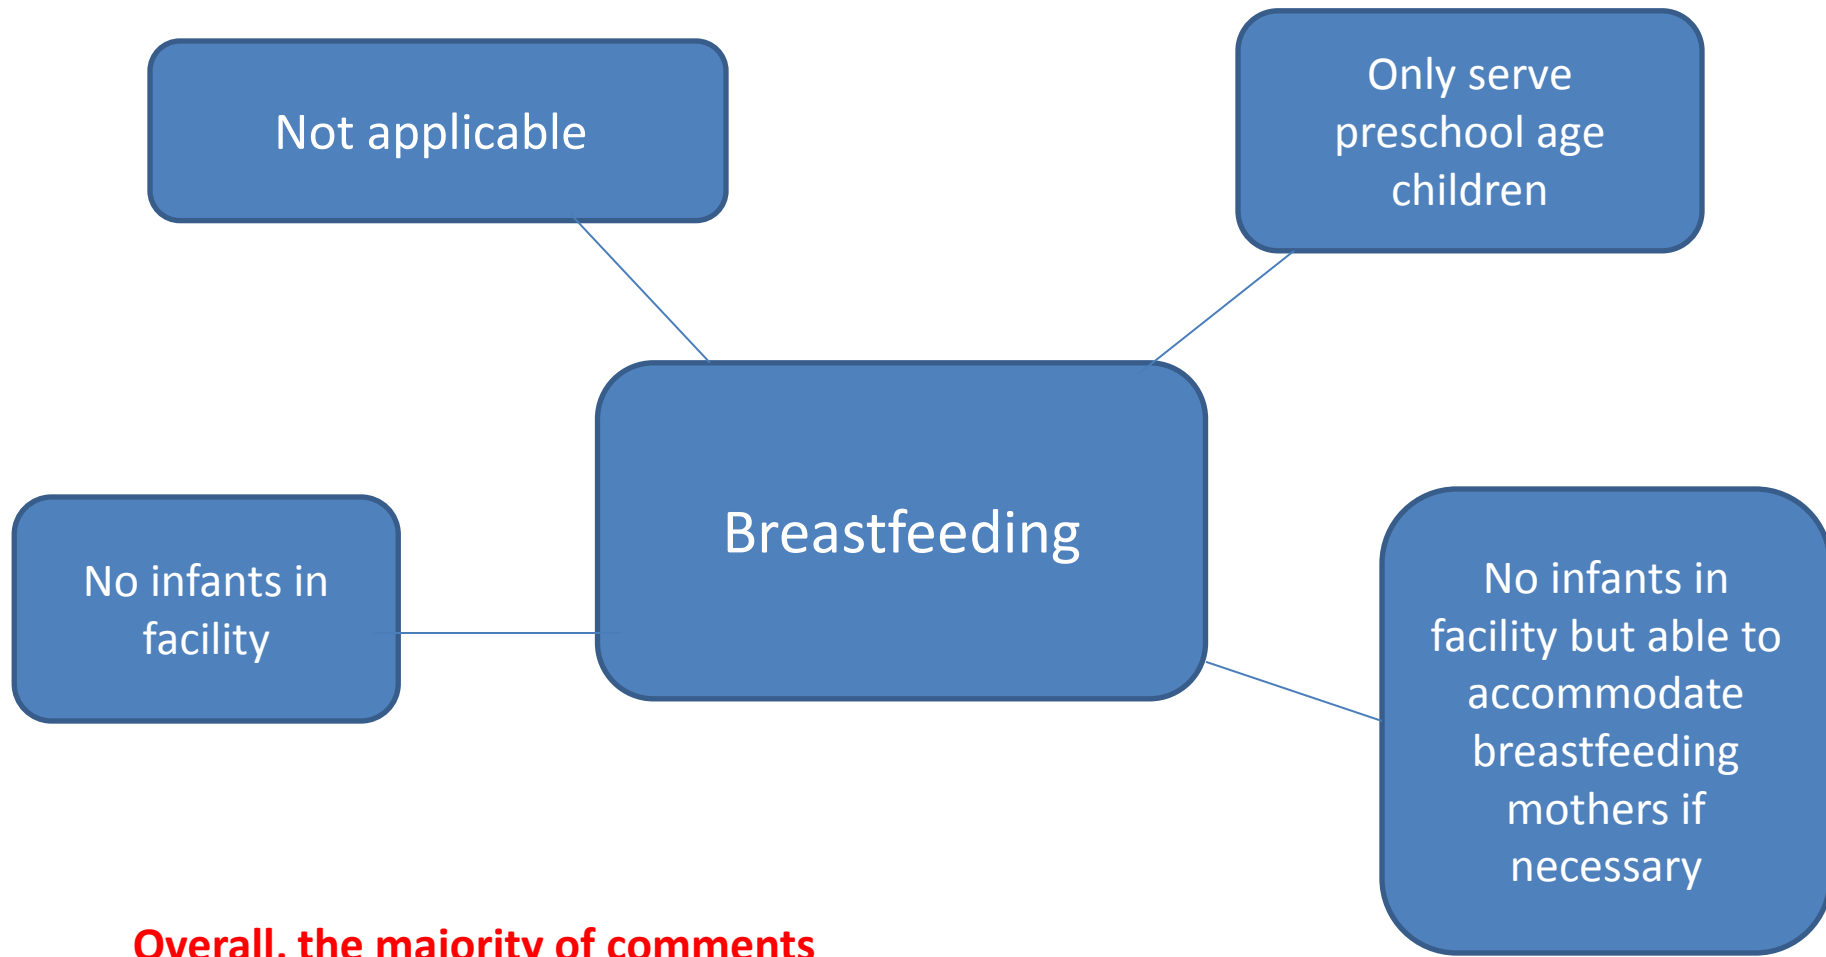 Not applicable
Only serve
preschool age
children
Breastfeeding
No infants in
facility
No infants in
facility but able to
accommodate
breastfeeding
mothers if
necessary
Overall, the majority of comments